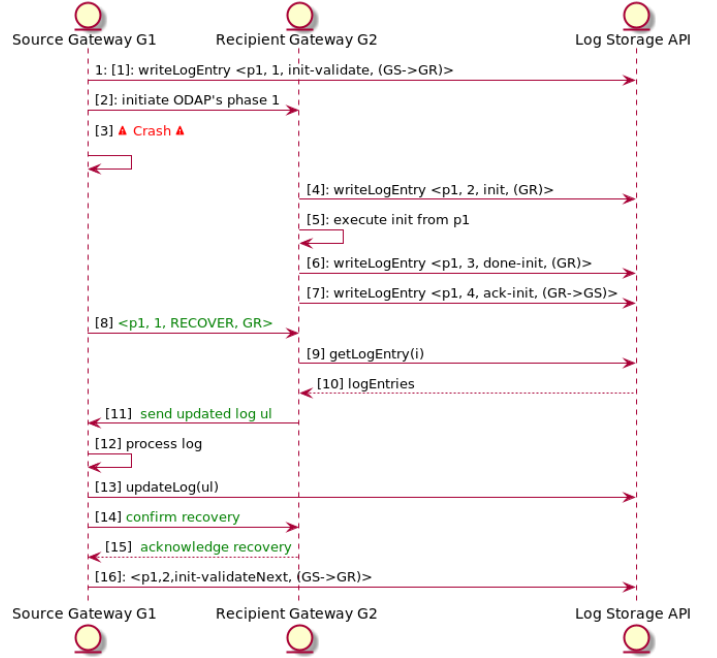 Source Gateway G1 Recipient Gateway G2 Log Storage API
1: [1]: writeLogEntry <p1, 1, init-validate, (GS->GR)>
[2]: initiate ODAP's phase 1
[3] ⚠ Crash ⚠
[4]: writeLogEntry <p1, 2, init, (GR)>
[5]: execute init from p1
[6]: writeLogEntry <p1, 3, done-init, (GR)>
[7]: writeLogEntry <p1, 4, ack-init, (GR->GS)>
[8] <p1, 1, RECOVER, GR>
[9] getLogEntry(i)
[10] logEntries
[11] send updated log ul
[12] process log
[13] updateLog(ul)
[14] confirm recovery
[15] acknowledge recovery
[16]: <p1,2,init-validateNext, (GS->GR)>
Source Gateway G1 Recipient Gateway G2 Log Storage API